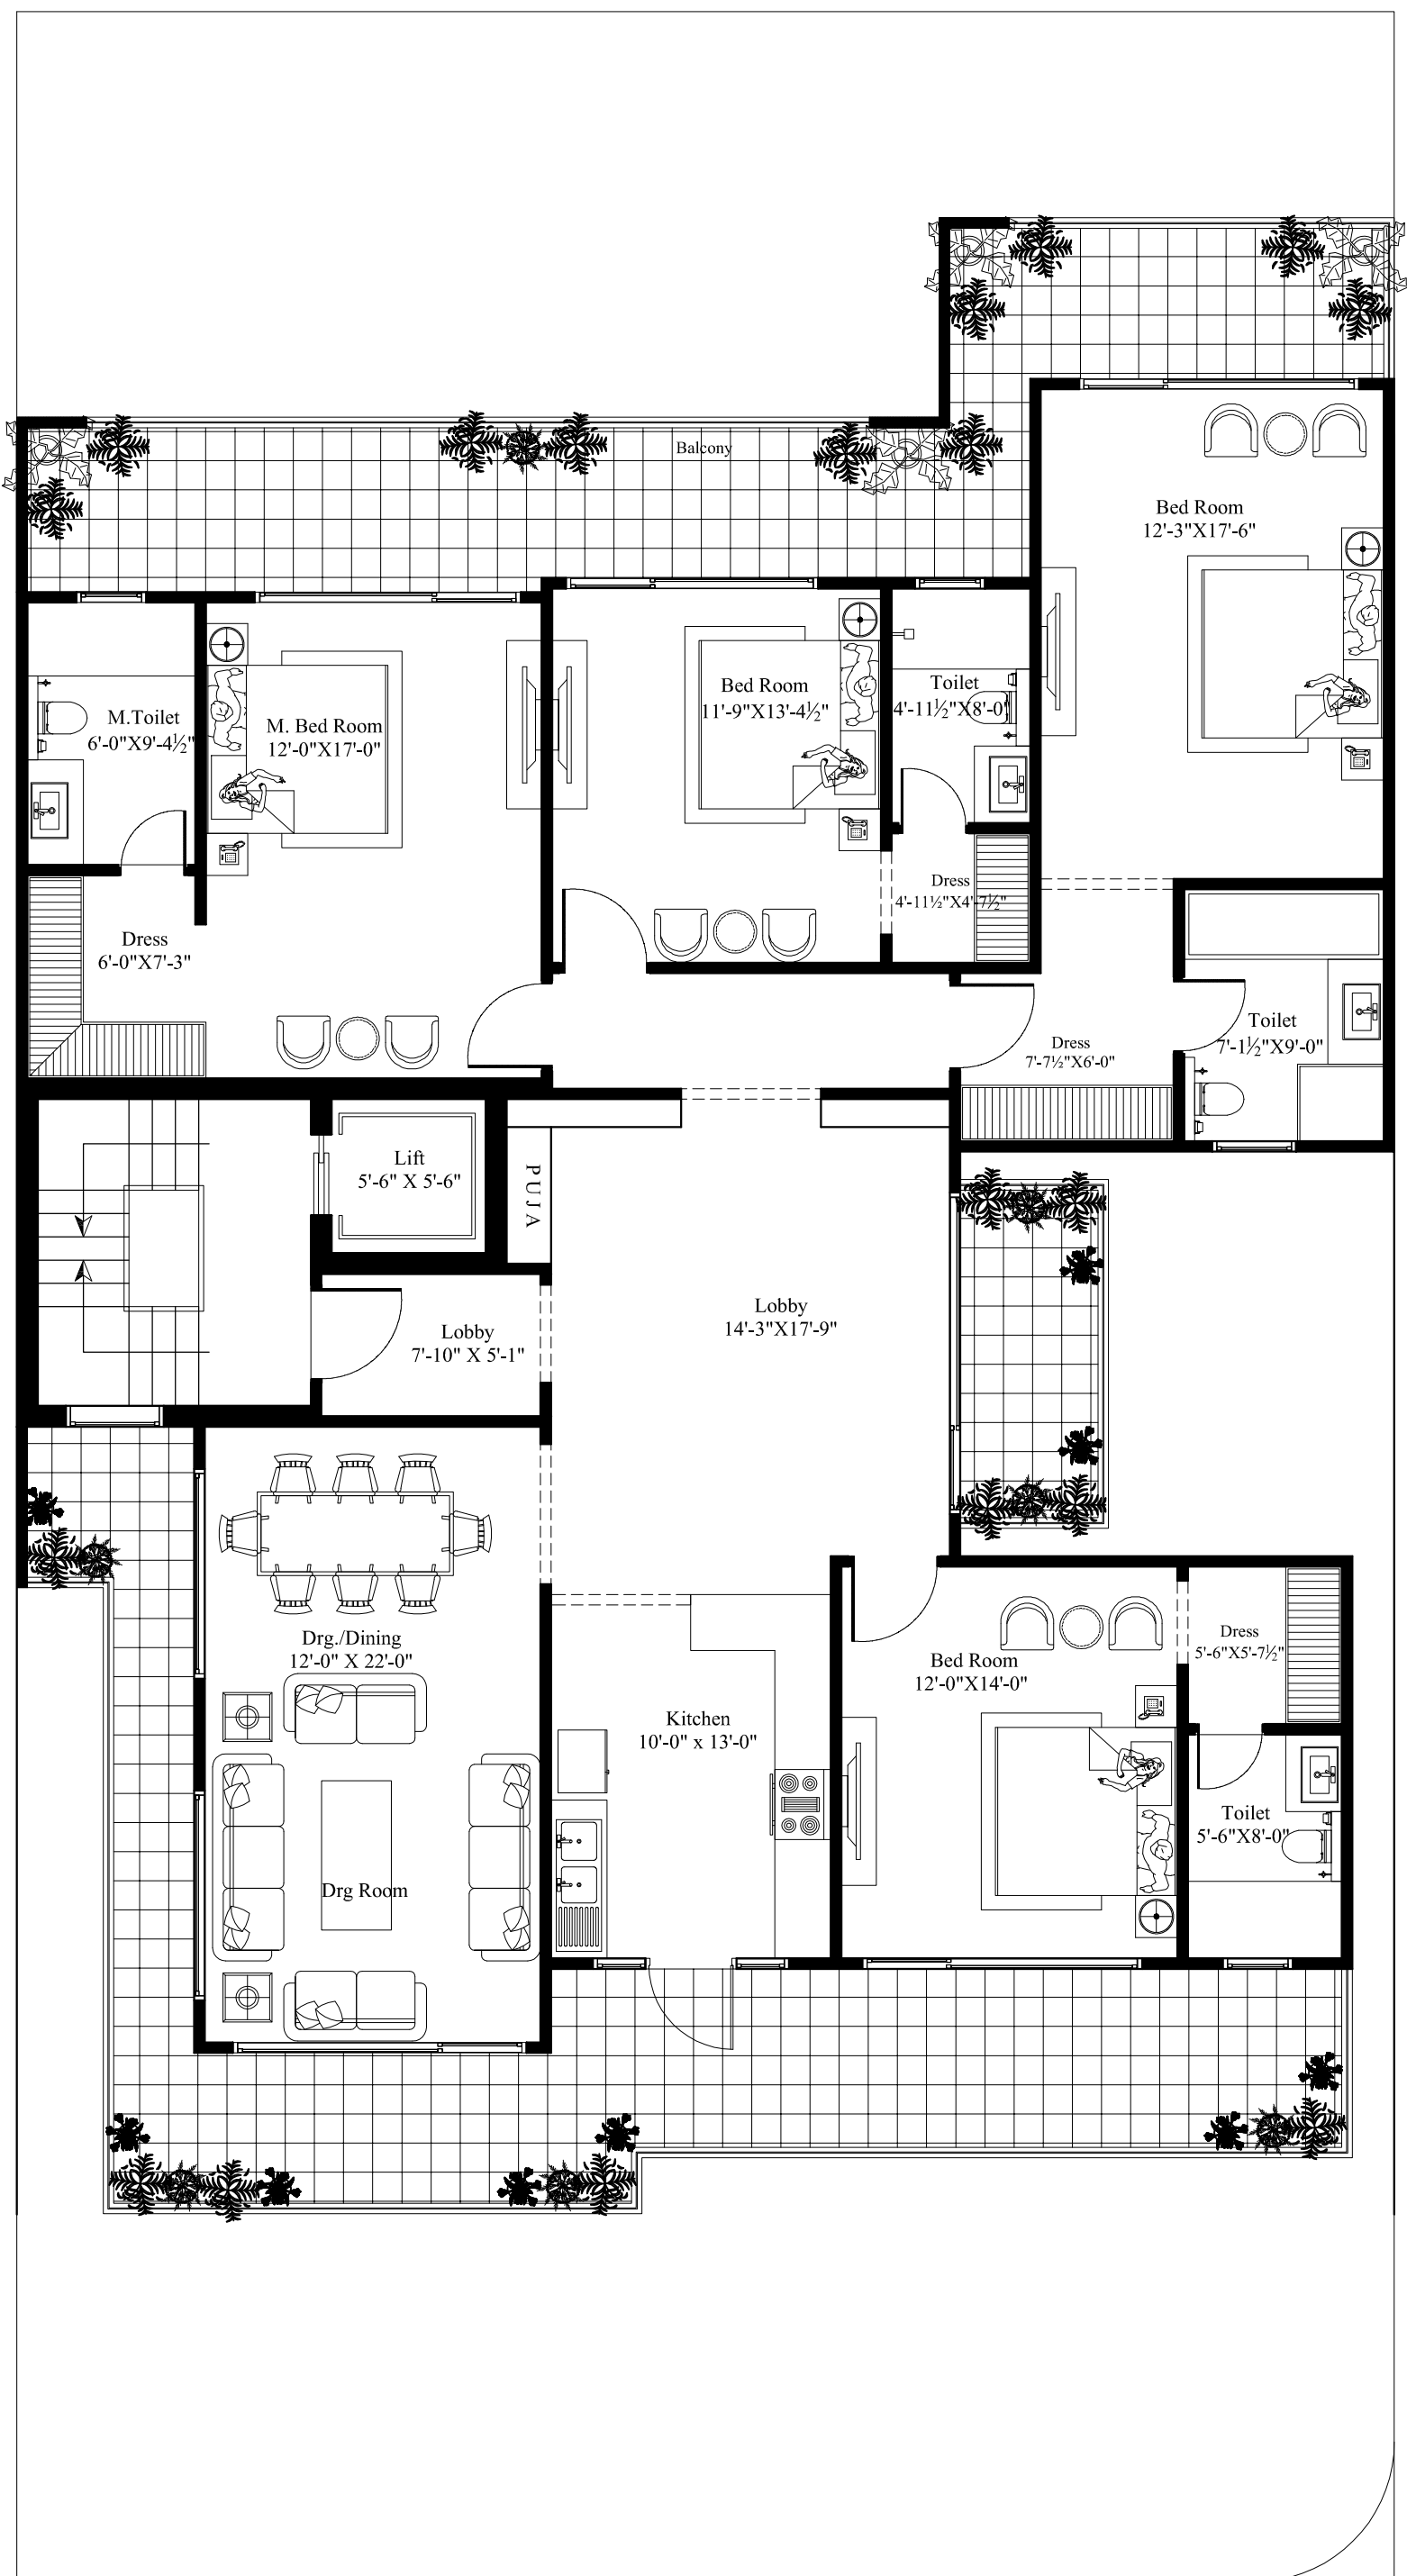 Balcony
Bed Room
12'-3"X17'-6"
M.Toilet
6'-0"X9'-4½"
M. Bed Room
12'-0"X17'-0"
Bed Room
11'-9"X13'-4½"
Toilet
4'-11½"X8'-0"
Dress
4'-11½"X4'-7½"
Dress
6'-0"X7'-3"
Dress
7'-7½"X6'-0"
Toilet
7'-1½"X9'-0"
Lift
5'-6" X 5'-6"
PUJA
Lobby
14'-3"X17'-9"
Lobby
7'-10" X 5'-1"
Drg./Dining
12'-0" X 22'-0"
Bed Room
12'-0"X14'-0"
Dress
5'-6"X5'-7½"
Kitchen
10'-0" x 13'-0"
Toilet
5'-6"X8'-0"
Drg Room